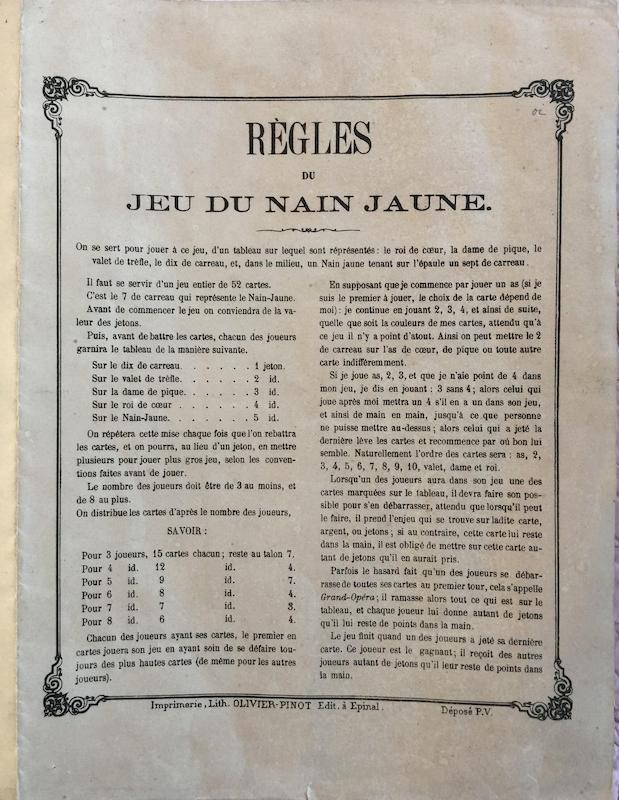 oz
RÈGLES
DU
JEU DU NAIN JAUNE.
On se sert pour jouer à ce jeu, d'un tableau sur lequel sont réprésentés : le roi de cœur, la dame de pique, le
valet de trèfle, le dix de carreau, et, dans le milieu, un Nain jaune tenant sur l'épaule un sept de carreau.
Il faut se servir d'un jeu entier de 52 cartes.
C'est le 7 de carreau qui représente le Nain-Jaune.
Avant de commencer le jeu on conviendra de la va-
leur des jetons.
Puis, avant de battre les cartes, chacun des joueurs
garnira le tableau de la manière suivante.
Sur le dix de carreau. . . . . . 1 jeton.
Sur le valet de trèfle. . . . . . 2 id.
Sur la dame de pique. . . . . . 3 id.
Sur le roi de cœur . . . . . . 4 id.
Sur le Nain-Jaune. . . . . . 5 id.
On répétera cette mise chaque fois que l'on rebattra
les cartes, et on pourra, au lieu d'un jeton, en mettre
plusieurs pour jouer plus gros jeu, selon les conven-
tions faites avant de jouer.
Le nombre des joueurs doit être de 3 au moins, et
de 8 au plus.
On distribue les cartes d'après le nombre des joueurs,
SAVOIR :
Pour 3 joueurs, 15 cartes chacun ; reste au talon 7.
Pour 4 id. 12 id. 4.
Pour 5 id. 9 id. 7.
Pour 6 id. 8 id. 4.
Pour 7 id. 7 id. 3.
Pour 8 id. 6 id. 4.
Chacun des joueurs ayant ses cartes, le premier en
cartes jouera son jeu en ayant soin de se défaire tou-
jours des plus hautes cartes (de même pour les autres
joueurs).
En supposant que je commence par jouer un as (si je
suis le premier à jouer, le choix de la carte dépend de
moi) : je continue en jouant 2, 3, 4, et ainsi de suite,
quelle que soit la couleurs de mes cartes, attendu qu'à
ce jeu il n'y a point d'atout. Ainsi on peut mettre le 2
de carreau sur l'as de cœur, de pique ou toute autre
carte indifféremment.
Si je joue as, 2, 3, et que je n'aie point de 4 dans
mon jeu, je dis en jouant : 3 sans 4 ; alors celui qui
joue après moi mettra un 4 s'il en a un dans son jeu,
et ainsi de main en main, jusqu'à ce que personne
ne puisse mettre au-dessus ; alors celui qui a jeté la
dernière lève les cartes et recommence par où bon lui
semble. Naturellement l'ordre des cartes sera : as, 2,
3, 4, 5, 6, 7, 8, 9, 10, valet, dame et roi.
Lorsqu'un des joueurs aura dans son jeu une des
cartes marquées sur le tableau, il devra faire son pos-
sible pour s'en débarrasser, attendu que lorsqu'il peut
le faire, il prend l'enjeu qui se trouve sur ladite carte,
argent, ou jetons ; si au contraire, cette carte lui reste
dans la main, il est obligé de mettre sur cette carte au-
tant de jetons qu'il en aurait pris.
Parfois le hasard fait qu'un des joueurs se débar-
rasse de toutes ses cartes au premier tour, cela s'appelle
Grand-Opéra ; il ramasse alors tout ce qui est sur le
tableau, et chaque joueur lui donne autant de jetons
qu'il lui reste de points dans la main.
Le jeu finit quand un des joueurs a jeté sa dernière
carte. Ce joueur est le gagnant ; il reçoit des autres
joueurs autant de jetons qu'il leur reste de points dans
la main.
Imprimerie, Lith. OLIVIER-PINOT Edit. à Epinal.
Déposé P.V.